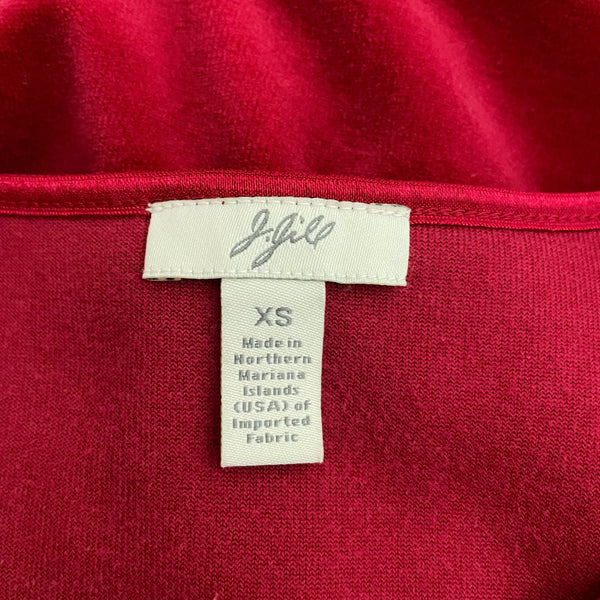 J.Jill
XS
Made in
Northern
Mariana
Islands
(USA) of
Imported
Fabric